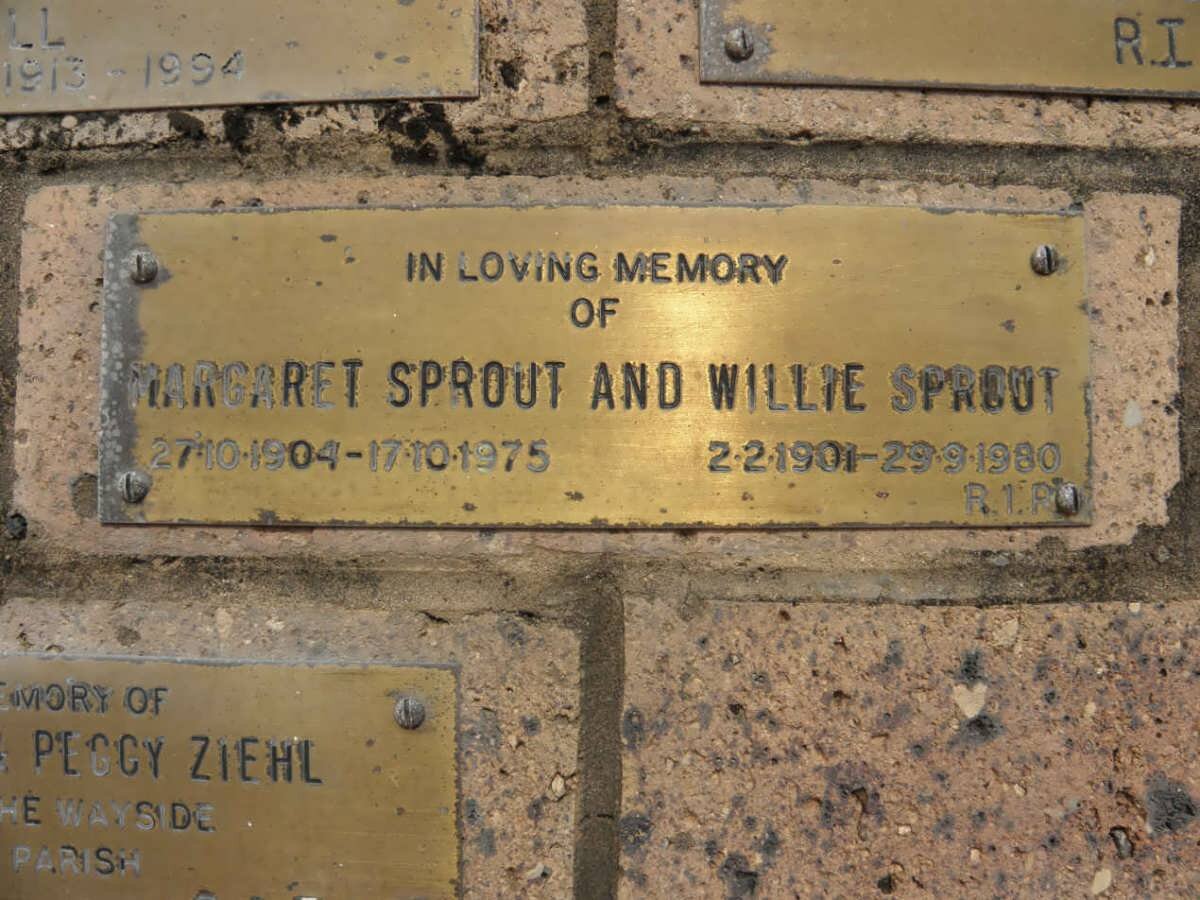 LL
1913 - 1994
R.I
IN LOVING MEMORY
OF
MARGARET SPROUT AND WILLIE SPROUT
27·10·1904-17·10·1975 2·2·1901-29·9·1980
R.I.P
EMORY OF
& PEGGY ZIEHL
HE WAYSIDE
PARISH